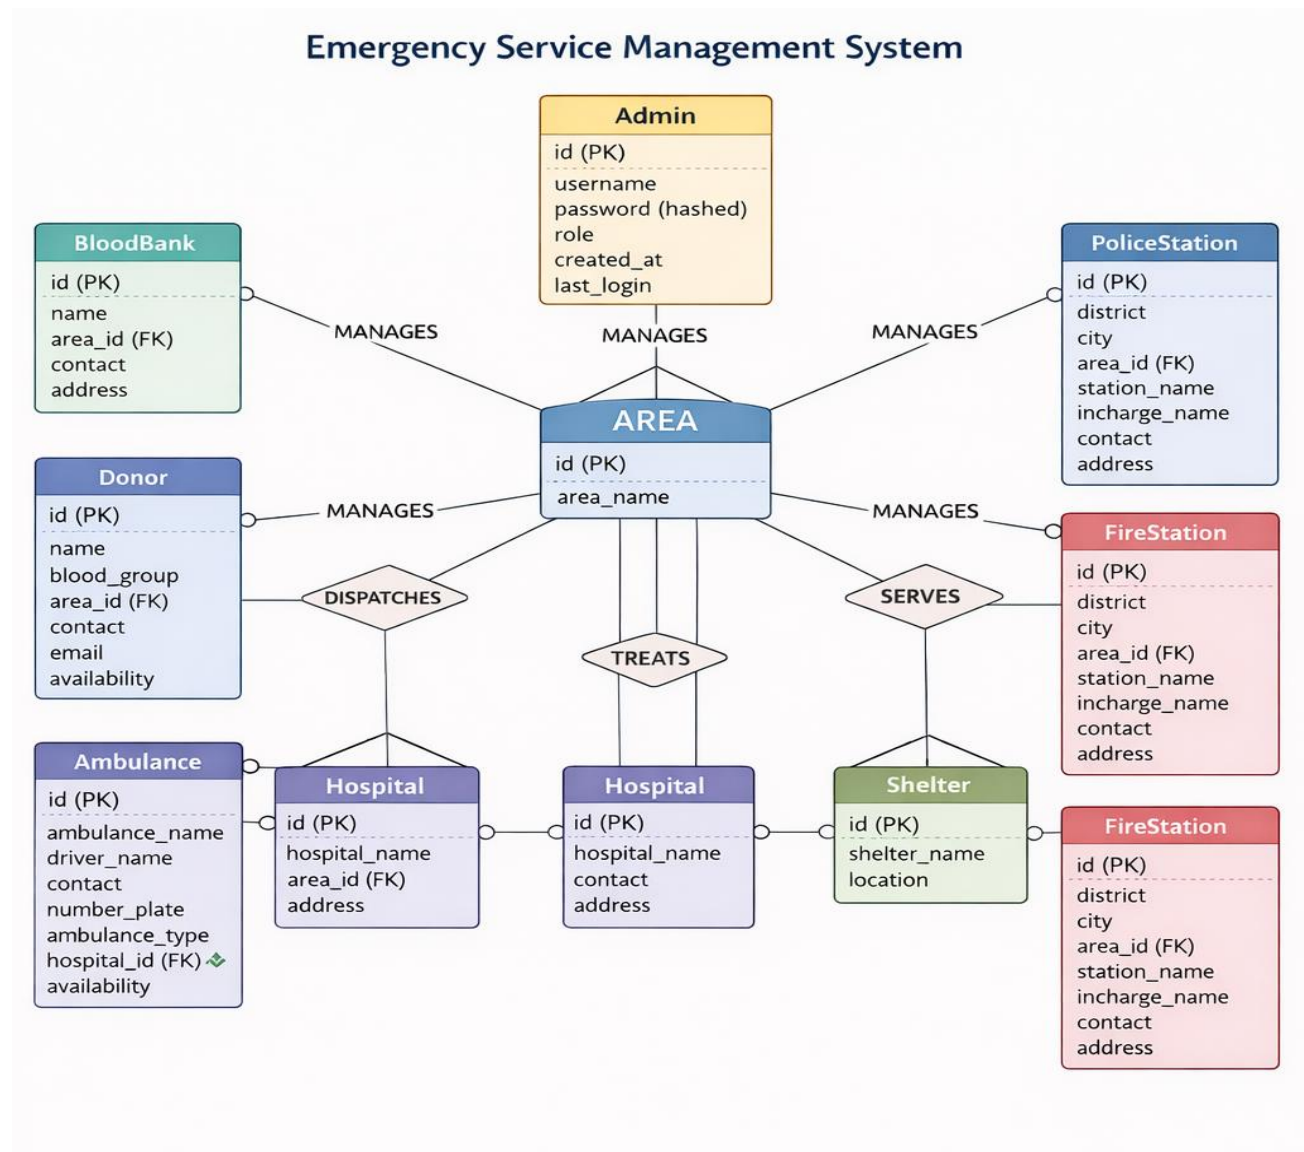 Emergency Service Management System
Admin
id (PK)
username
password (hashed)
role
created_at
last_login
BloodBank
id (PK)
name
area_id (FK)
contact
address
PoliceStation
id (PK)
district
city
area_id (FK)
station_name
incharge_name
contact
address
MANAGES
MANAGES
MANAGES
AREA
id (PK)
area_name
Donor
id (PK)
name
blood_group
area_id (FK)
contact
email
availability
MANAGES
MANAGES
FireStation
id (PK)
district
city
area_id (FK)
station_name
incharge_name
contact
address
DISPATCHES
TREATS
SERVES
Ambulance
id (PK)
ambulance_name
driver_name
contact
number_plate
ambulance_type
hospital_id (FK)
availability
Hospital
id (PK)
hospital_name
area_id (FK)
address
Hospital
id (PK)
hospital_name
contact
address
Shelter
id (PK)
shelter_name
location
FireStation
id (PK)
district
city
area_id (FK)
station_name
incharge_name
contact
address